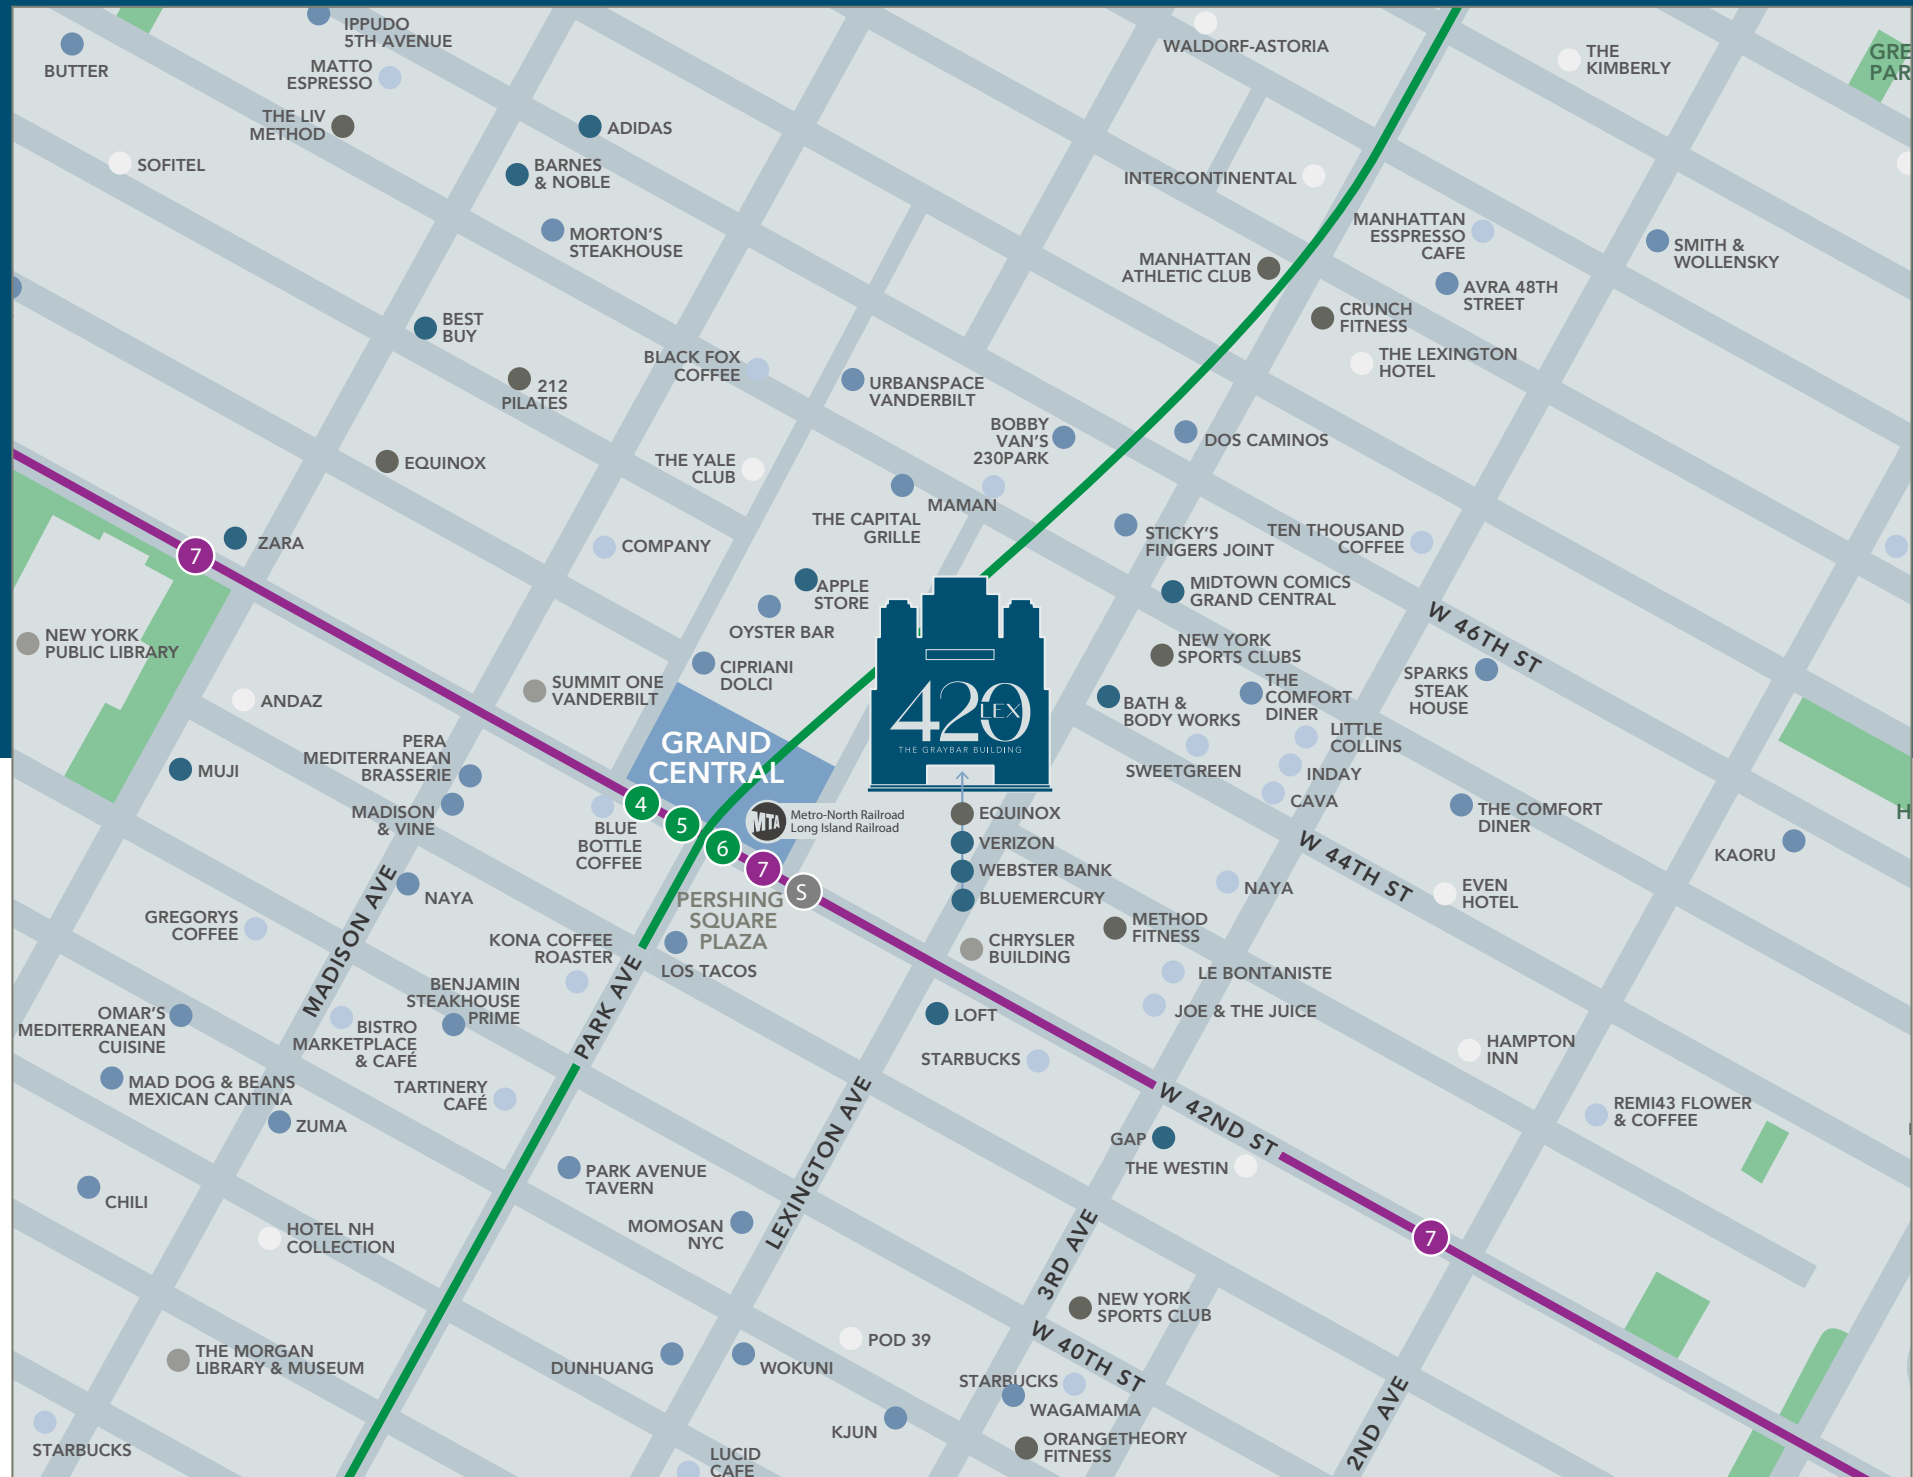 IPPUDO
5TH AVENUE
BUTTER
MATTO
ESPRESSO
THE LIV
METHOD
SOFITEL
ADIDAS
BARNES
& NOBLE
MORTON'S
STEAKHOUSE
WALDORF-ASTORIA
THE
KIMBERLY
GRE
PAR
INTERCONTINENTAL
MANHATTAN
ESSPRESSO
CAFE
SMITH &
WOLLENSKY
MANHATTAN
ATHLETIC CLUB
AVRA 48TH
STREET
CRUNCH
FITNESS
THE LEXINGTON
HOTEL
BEST
BUY
212
PILATES
BLACK FOX
COFFEE
URBANSPACE
VANDERBILT
BOBBY
VAN'S
230PARK
DOS CAMINOS
EQUINOX
THE YALE
CLUB
MAMAN
THE CAPITAL
GRILLE
STICKY'S
FINGERS JOINT
TEN THOUSAND
COFFEE
7
ZARA
COMPANY
APPLE
STORE
OYSTER BAR
MIDTOWN COMICS
GRAND CENTRAL
W 46TH ST
NEW YORK
PUBLIC LIBRARY
NEW YORK
SPORTS CLUBS
CIPRIANI
DOLCI
SUMMIT ONE
VANDERBILT
ANDAZ
420
LEX
THE GRAYBAR BUILDING
BATH &
BODY WORKS
THE
COMFORT
DINER
SPARKS
STEAK
HOUSE
LITTLE
COLLINS
SWEETGREEN
INDAY
CAVA
GRAND
CENTRAL
PERA
MEDITERRANEAN
BRASSERIE
MUJI
MADISON
& VINE
BLUE
BOTTLE
COFFEE
4
5
6
7
S
MTA
Metro-North Railroad
Long Island Railroad
EQUINOX
VERIZON
WEBSTER BANK
BLUEMERCURY
THE COMFORT
DINER
H
KAORU
W 44TH ST
EVEN
HOTEL
NAYA
MADISON AVE
NAYA
GREGORYS
COFFEE
PERSHING
SQUARE
PLAZA
KONA COFFEE
ROASTER
LOS TACOS
CHRYSLER
BUILDING
METHOD
FITNESS
LE BONTANISTE
JOE & THE JUICE
BENJAMIN
STEAKHOUSE
PRIME
PARK AVE
OMAR'S
MEDITERRANEAN
CUISINE
BISTRO
MARKETPLACE
& CAFÉ
LOFT
STARBUCKS
HAMPTON
INN
MAD DOG & BEANS
MEXICAN CANTINA
TARTINERY
CAFÉ
ZUMA
LEXINGTON AVE
W 42ND ST
REMI43 FLOWER
& COFFEE
GAP
THE WESTIN
CHILI
PARK AVENUE
TAVERN
MOMOSAN
NYC
HOTEL NH
COLLECTION
3RD AVE
7
NEW YORK
SPORTS CLUB
THE MORGAN
LIBRARY & MUSEUM
DUNHUANG
WOKUNI
POD 39
W 40TH ST
STARBUCKS
WAGAMAMA
KJUN
ORANGETHEORY
FITNESS
2ND AVE
STARBUCKS
LUCID
CAFE